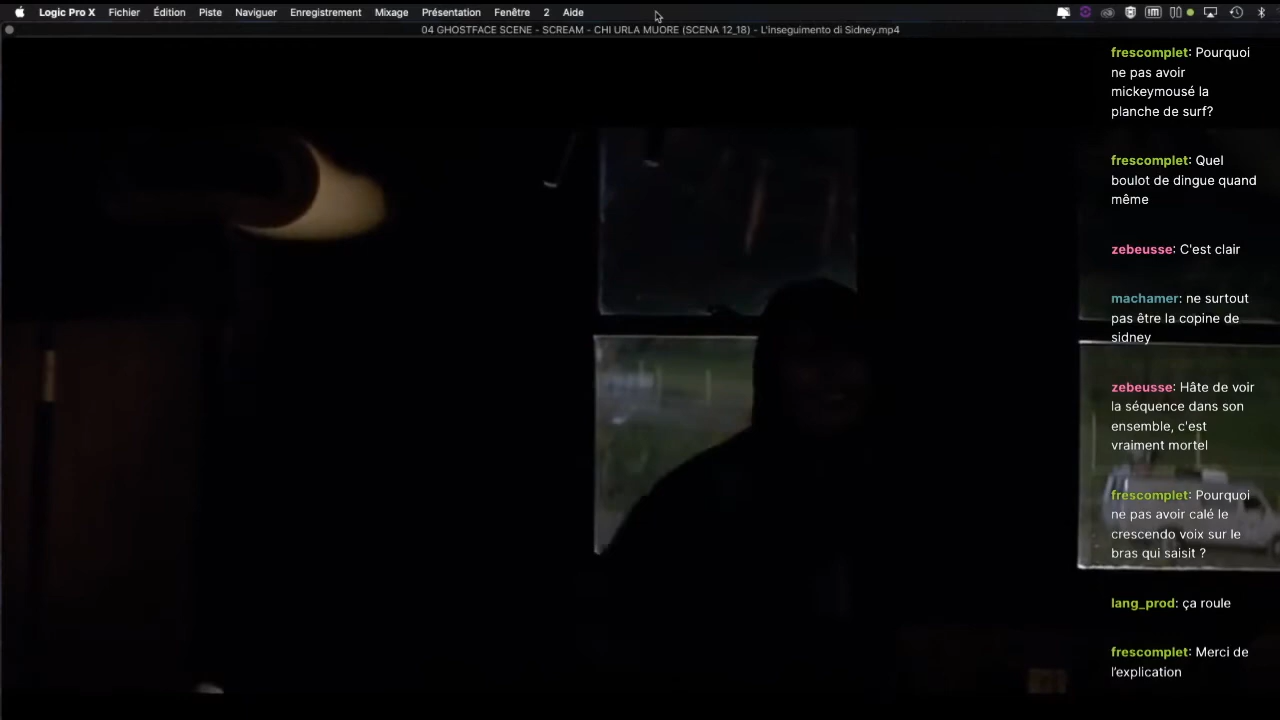 Logic Pro X Fichier Édition Piste Naviguer Enregistrement Mixage Présentation Fenêtre 2 Aide
04 GHOSTFACE SCENE - SCREAM - CHI URLA MUORE (SCENA 12_18) - L'inseguimento di Sidney.mp4
frescomplet: Pourquoi
ne pas avoir
mickeymousé la
planche de surf?
frescomplet: Quel
boulot de dingue quand
même
zebeusse: C'est clair
machamer: ne surtout
pas être la copine de
sidney
zebeusse: Hâte de voir
la séquence dans son
ensemble, c'est
vraiment mortel
frescomplet: Pourquoi
ne pas avoir calé le
crescendo voix sur le
bras qui saisit ?
lang_prod: ça roule
frescomplet: Merci de
l'explication